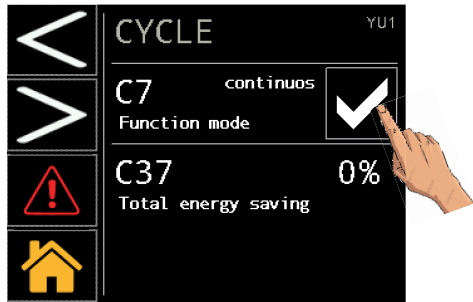 CYCLE YU1
C7 continuos
Function mode
C37 0%
Total energy saving